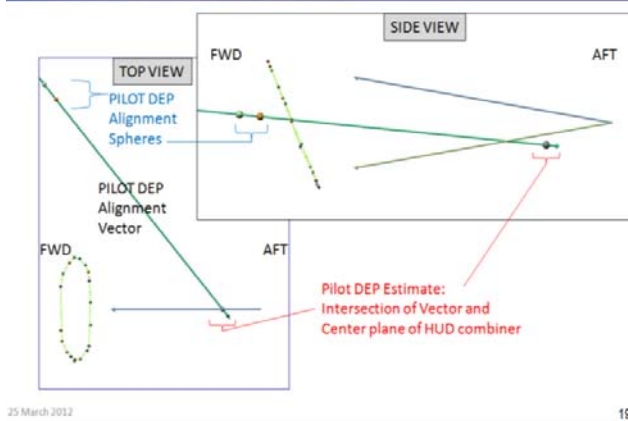 SIDE VIEW
FWD
AFT
TOP VIEW
PILOT DEP
Alignment
Spheres
PILOT DEP
Alignment
Vector
FWD
AFT
Pilot DEP Estimate:
Intersection of Vector and
Center plane of HUD combiner
25 March 2012
19